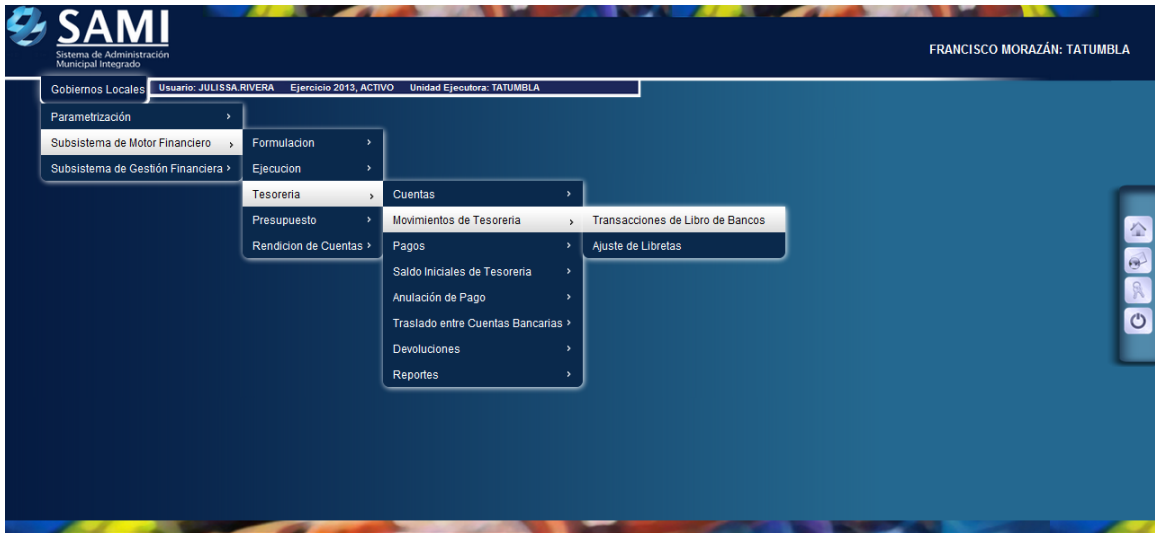 SAMI
Sistema de Administración
Municipal Integrado
FRANCISCO MORAZÁN: TATUMBLA
Gobiernos Locales
Usuario: JULISSA.RIVERA Ejercicio 2013, ACTIVO Unidad Ejecutora: TATUMBLA
Parametrización ›
Subsistema de Motor Financiero ›
Subsistema de Gestión Financiera ›
Formulacion ›
Ejecucion ›
Tesoreria ›
Presupuesto ›
Rendicion de Cuentas ›
Cuentas ›
Movimientos de Tesoreria ›
Pagos ›
Saldo Iniciales de Tesoreria ›
Anulación de Pago ›
Traslado entre Cuentas Bancarias ›
Devoluciones ›
Reportes ›
Transacciones de Libro de Bancos
Ajuste de Libretas